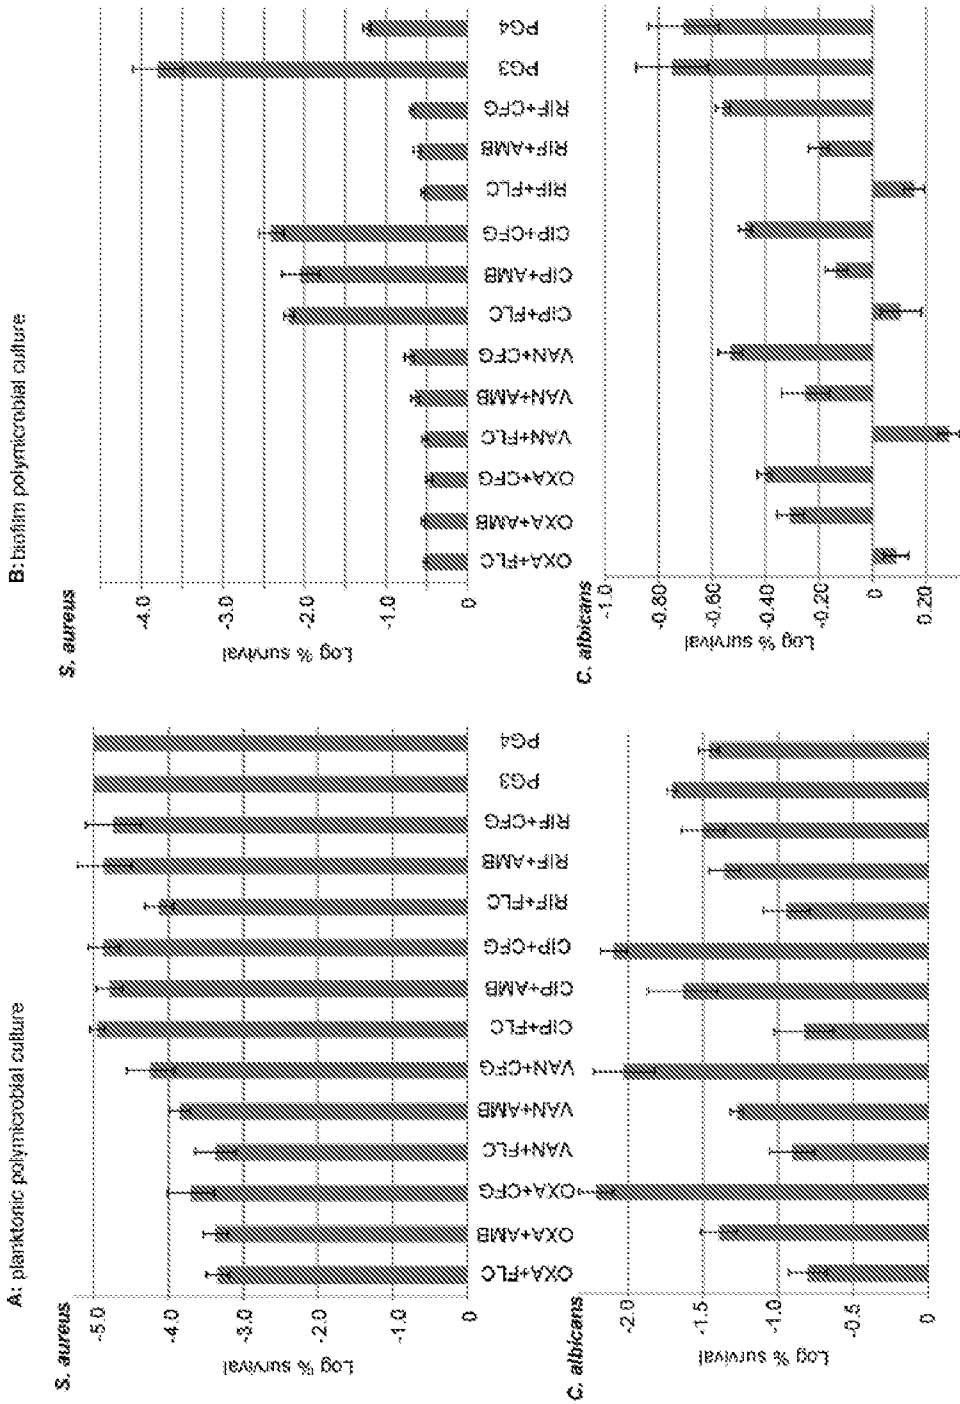 A: planktonic polymicrobial culture
S. aureus
-5.0
-4.0
-3.0
-2.0
-1.0
0
Log % survival
OXA+FLC
OXA+AMB
OXA+CFG
VAN+FLC
VAN+AMB
VAN+CFG
CIP+FLC
CIP+AMB
CIP+CFG
RIF+FLC
RIF+AMB
RIF+CFG
PG3
PG4
C. albicans
-2.0
-1.5
-1.0
-0.5
0
Log % survival
B: biofilm polymicrobial culture
S. aureus
-4.0
-3.0
-2.0
-1.0
0
Log % survival
OXA+FLC
OXA+AMB
OXA+CFG
VAN+FLC
VAN+AMB
VAN+CFG
CIP+FLC
CIP+AMB
CIP+CFG
RIF+FLC
RIF+AMB
RIF+CFG
PG3
PG4
C. albicans
-1.0
-0.80
-0.60
-0.40
-0.20
0
0.20
Log % survival